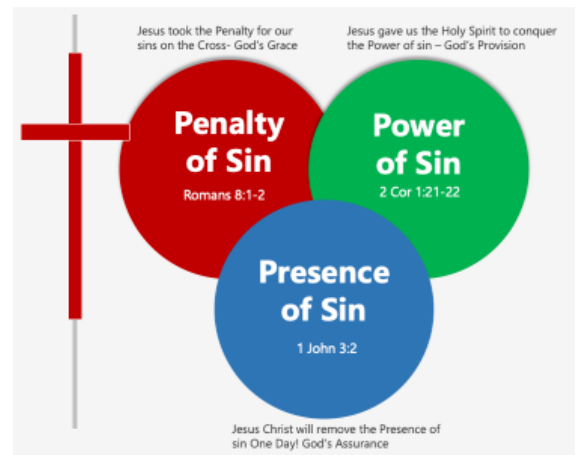 Jesus took the Penalty for our
sins on the Cross- God's Grace
Jesus gave us the Holy Spirit to conquer
the Power of sin – God's Provision
Penalty
of Sin
Romans 8:1-2
Power
of Sin
2 Cor 1:21-22
Presence
of Sin
1 John 3:2
Jesus Christ will remove the Presence of
sin One Day! God's Assurance